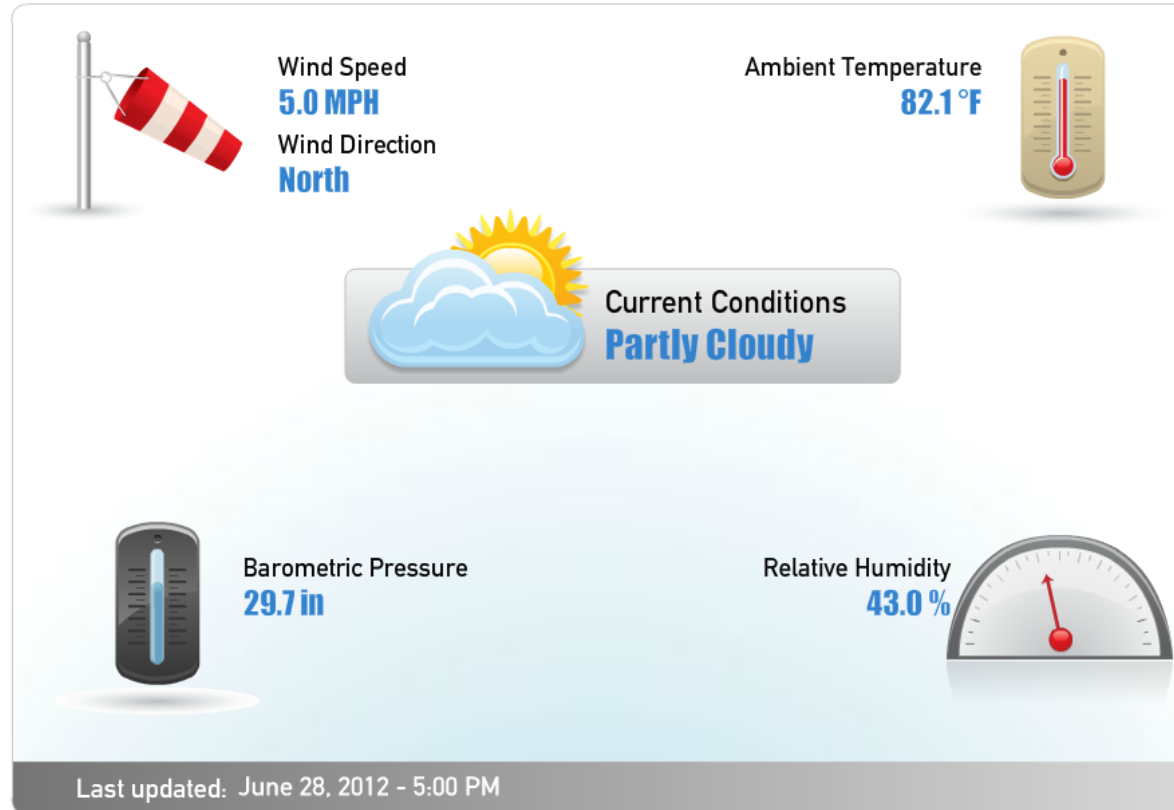 Wind Speed
5.0 MPH
Wind Direction
North
Ambient Temperature
82.1 °F
Current Conditions
Partly Cloudy
Barometric Pressure
29.7 in
Relative Humidity
43.0 %
Last updated: June 28, 2012 - 5:00 PM